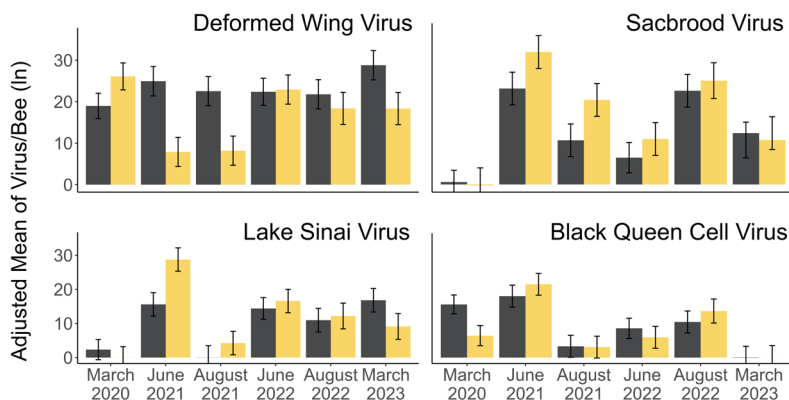 Deformed Wing Virus
Sacbrood Virus
Adjusted Mean of Virus/Bee (ln)
30
20
10
0
Lake Sinai Virus
Black Queen Cell Virus
30
20
10
0
March June August June August March
2020 2021 2021 2022 2022 2023
March June August June August March
2020 2021 2021 2022 2022 2023